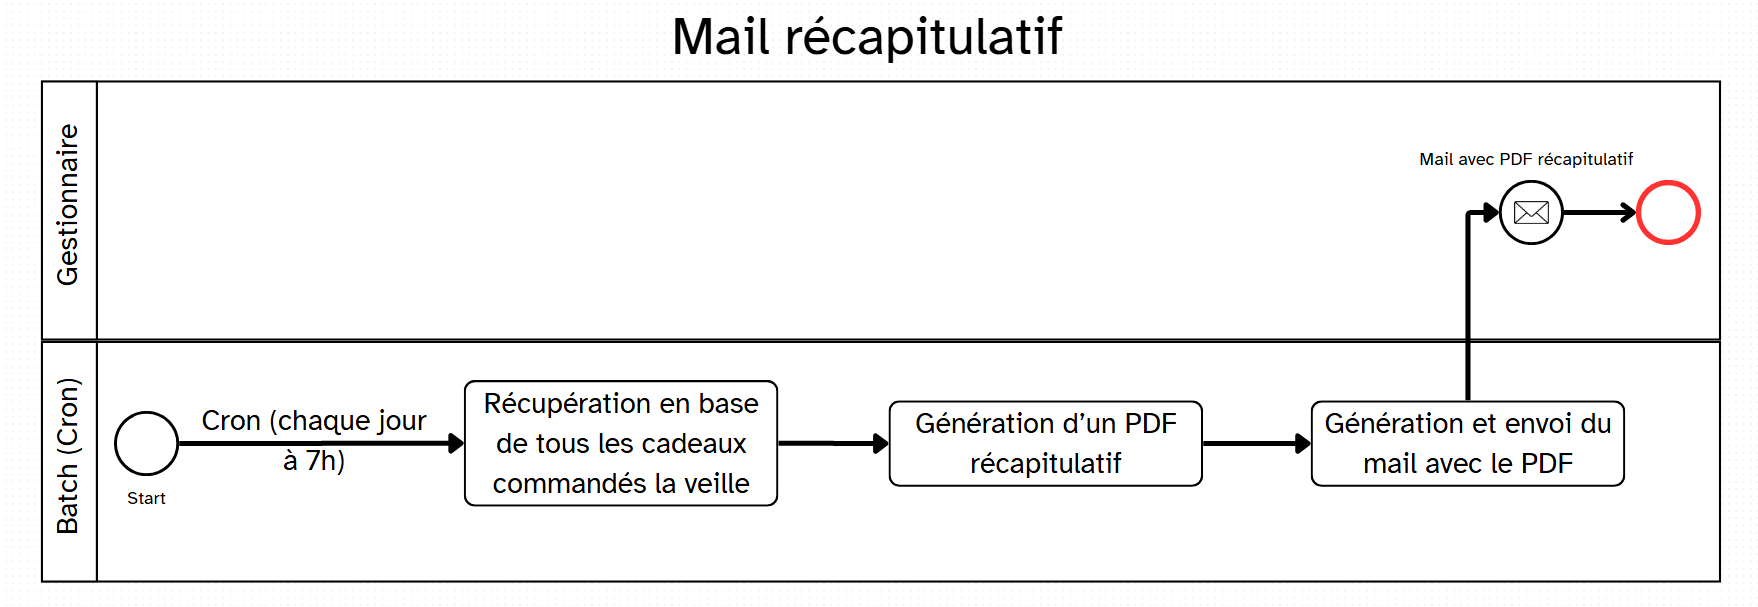 Mail récapitulatif
Gestionnaire
Mail avec PDF récapitulatif
Batch (Cron)
Start
Cron (chaque jour
à 7h)
Récupération en base
de tous les cadeaux
commandés la veille
Génération d’un PDF
récapitulatif
Génération et envoi du
mail avec le PDF